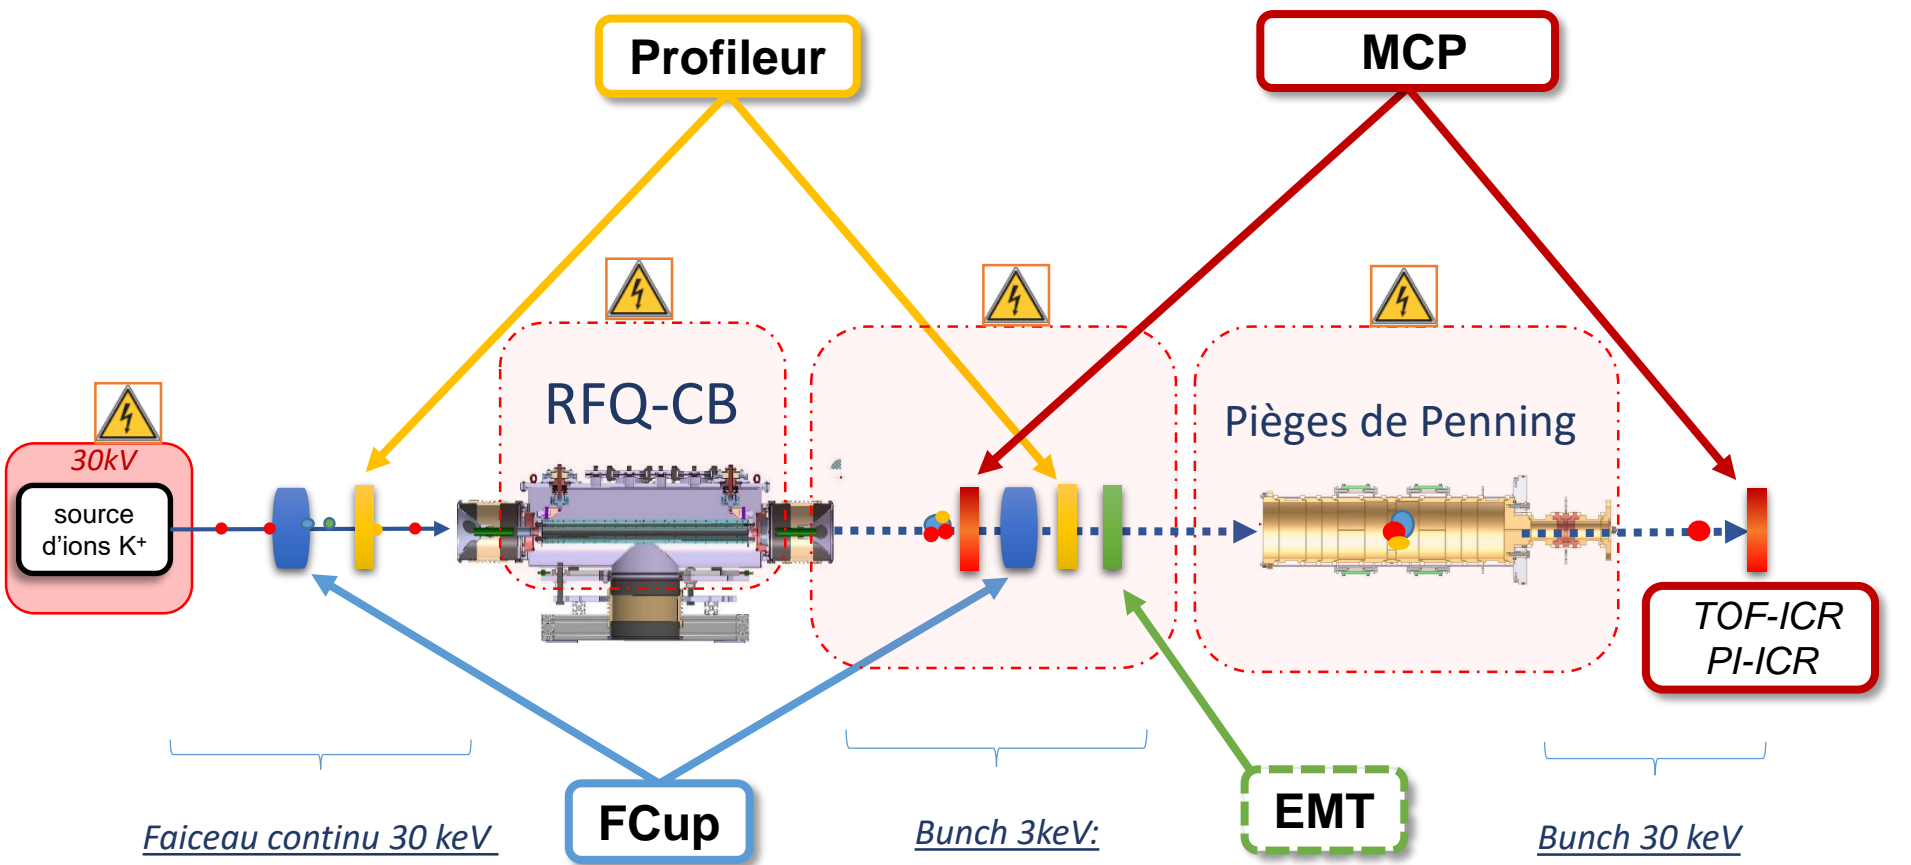 Profileur
MCP
RFQ-CB
Pièges de Penning
30kV
source
d'ions K⁺
TOF-ICR
PI-ICR
FCup
EMT
Faiceau continu 30 keV
Bunch 3keV:
Bunch 30 keV